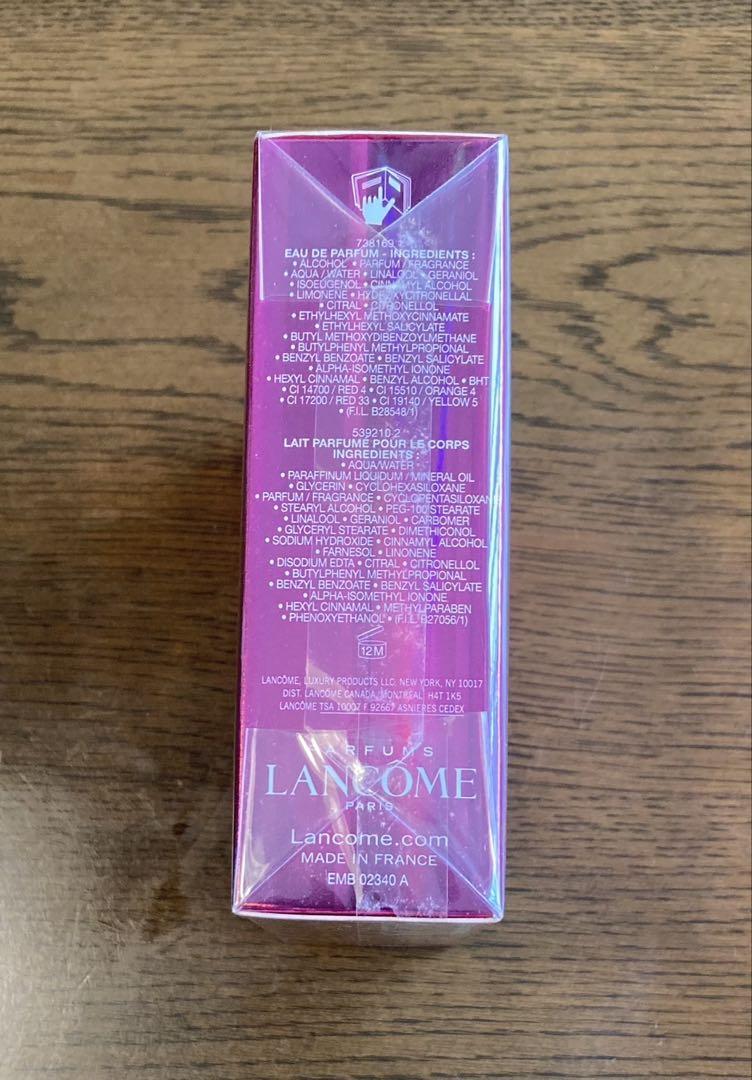 738169 2
EAU DE PARFUM - INGREDIENTS :
• ALCOHOL • PARFUM / FRAGRANCE
• AQUA / WATER • LINALOOL • GERANIOL
• ISOEUGENOL • CINNAMYL ALCOHOL
• LIMONENE • HYDROXYCITRONELLAL
• CITRAL • CITRONELLOL
• ETHYLHEXYL METHOXYCINNAMATE
• ETHYLHEXYL SALICYLATE
• BUTYL METHOXYDIBENZOYLMETHANE
• BUTYLPHENYL METHYLPROPIONAL
• BENZYL BENZOATE • BENZYL SALICYLATE
• ALPHA-ISOMETHYL IONONE
• HEXYL CINNAMAL • BENZYL ALCOHOL • BHT
• CI 14700 / RED 4 • CI 15510 / ORANGE 4
• CI 17200 / RED 33 • CI 19140 / YELLOW 5
• (F.I.L. B28548/1)
539210 2
LAIT PARFUMÉ POUR LE CORPS
INGREDIENTS :
• AQUA/WATER •
• PARAFFINUM LIQUIDUM / MINERAL OIL
• GLYCERIN • CYCLOHEXASILOXANE
• PARFUM / FRAGRANCE • CYCLOPENTASILOXANE
• STEARYL ALCOHOL • PEG-100 STEARATE
• LINALOOL • GERANIOL • CARBOMER
• GLYCERYL STEARATE • DIMETHICONOL
• SODIUM HYDROXIDE • CINNAMYL ALCOHOL
• FARNESOL • LINONENE
• DISODIUM EDTA • CITRAL • CITRONELLOL
• BUTYLPHENYL METHYLPROPIONAL
• BENZYL BENZOATE • BENZYL SALICYLATE
• ALPHA-ISOMETHYL IONONE
• HEXYL CINNAMAL • METHYLPARABEN
• PHENOXYETHANOL • (F.I.L. B27056/1)
12M
LANCÔME, LUXURY PRODUCTS LLC, NEW YORK, NY 10017
DIST. LANCÔME CANADA, MONTRÉAL, H4T 1K5
LANCÔME TSA 10007 F 92667 ASNIERES CEDEX
PARFUMS
LANCÔME
PARIS
Lancome.com
MADE IN FRANCE
EMB 02340 A